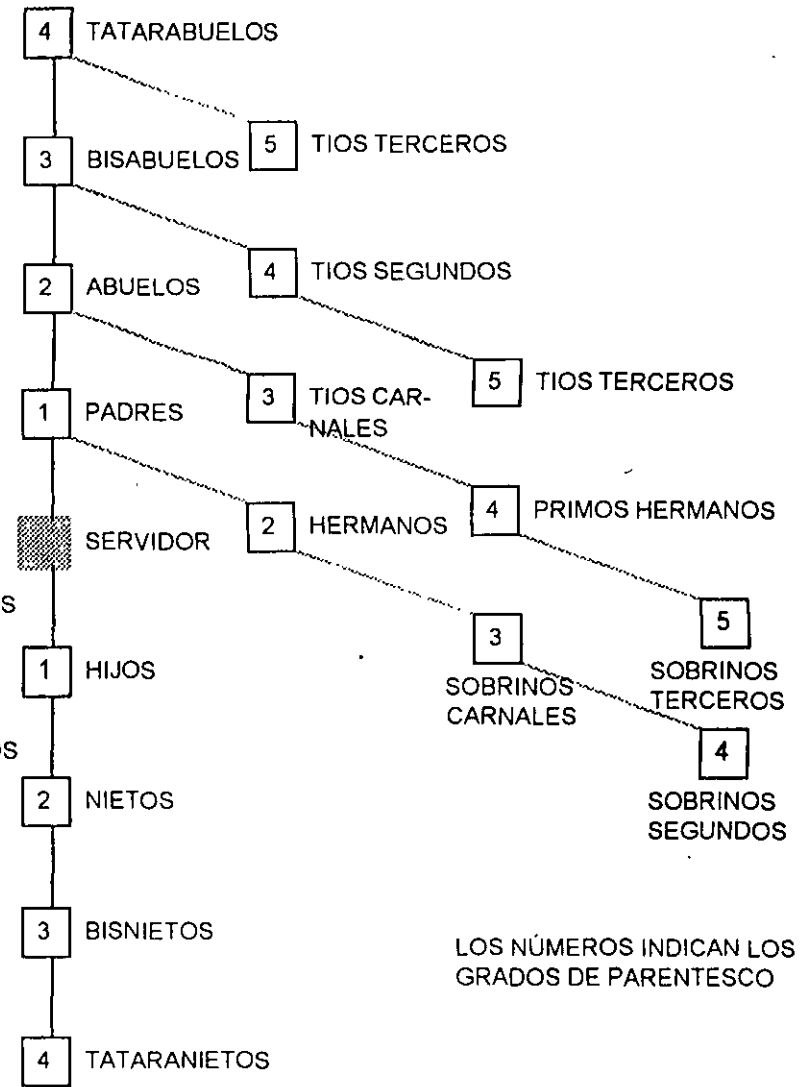 4 TATARABUELOS
5 TIOS TERCEROS
3 BISABUELOS
4 TIOS SEGUNDOS
2 ABUELOS
5 TIOS TERCEROS
3 TIOS CAR-
NALES
1 PADRES
4 PRIMOS HERMANOS
2 HERMANOS
SERVIDOR
S
5
SOBRINOS
TERCEROS
3
SOBRINOS
CARNALES
1 HIJOS
OS
4
SOBRINOS
SEGUNDOS
2 NIETOS
3 BISNIETOS
LOS NÚMEROS INDICAN LOS
GRADOS DE PARENTESCO
4 TATARANIETOS